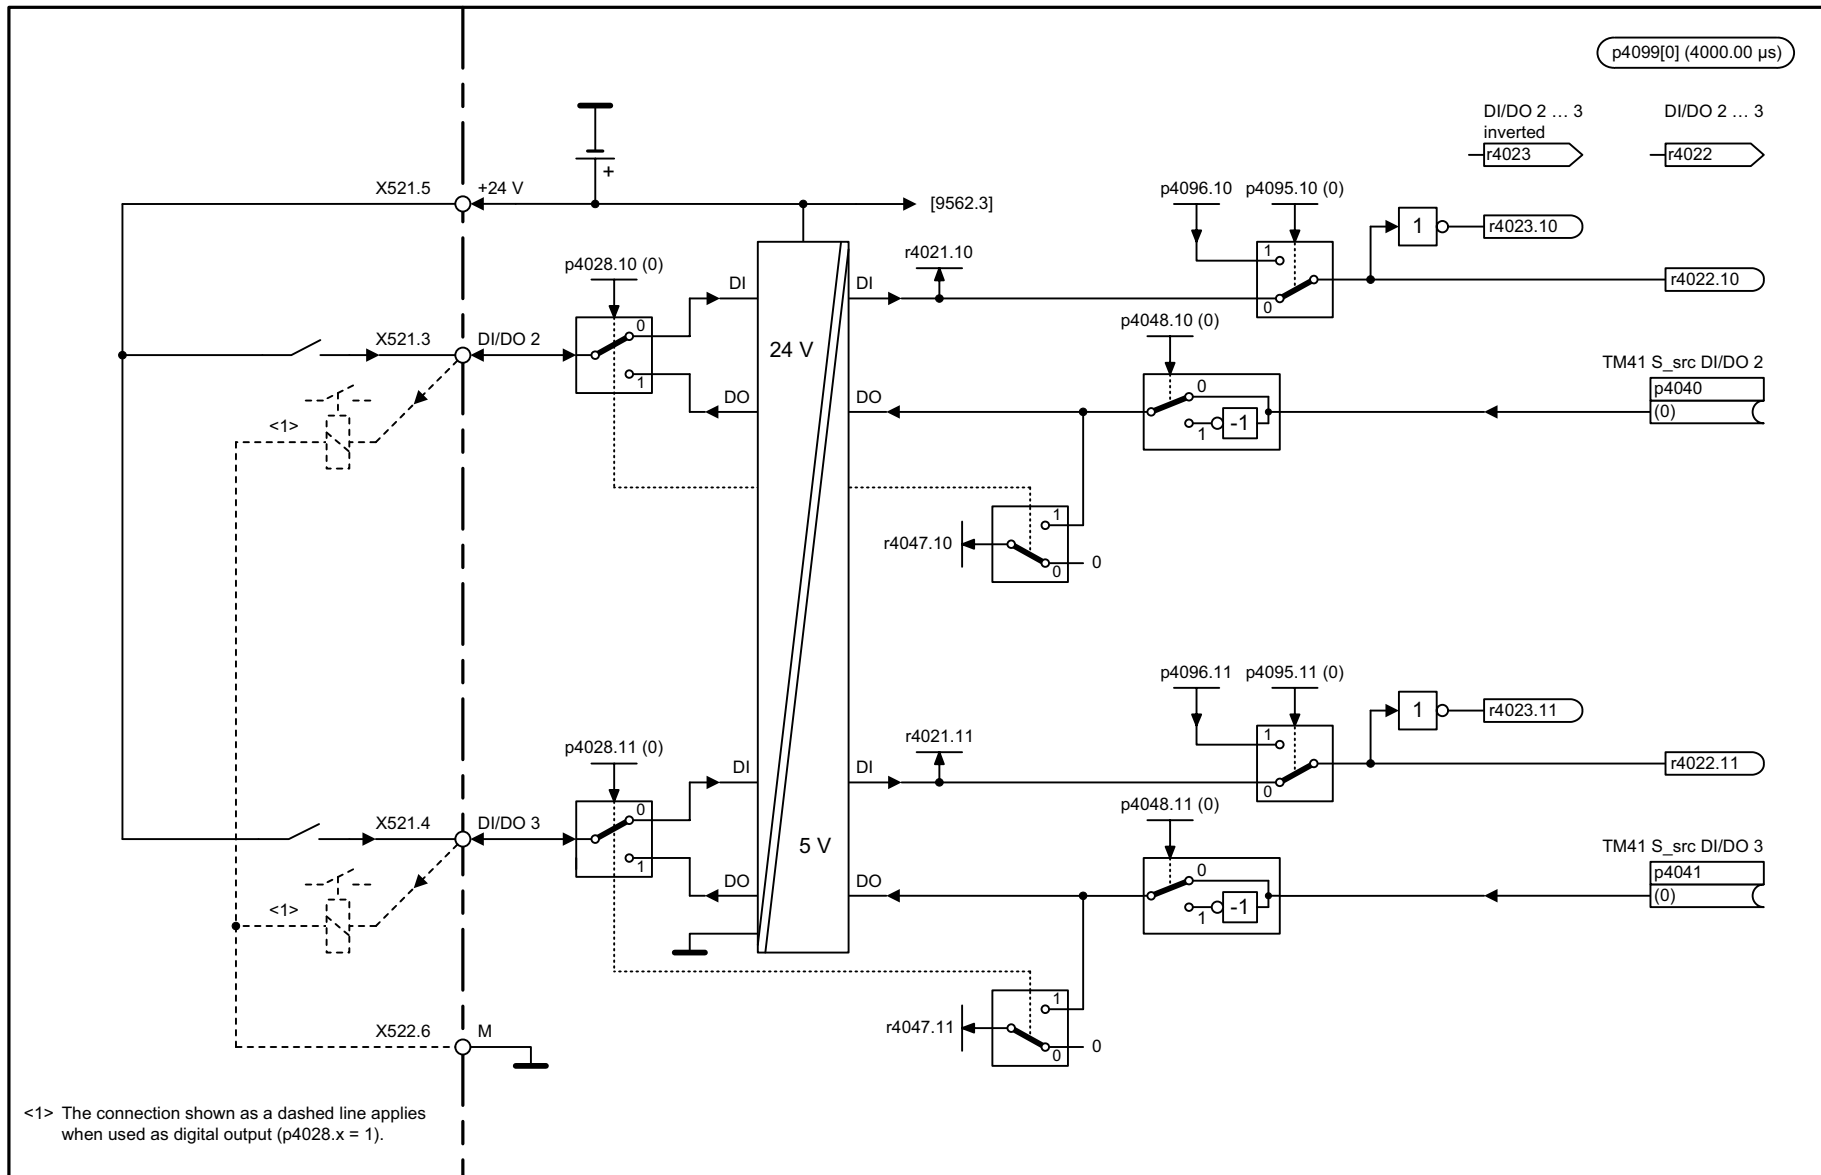 p4099[0] (4000.00 µs)
DI/DO 2 … 3
inverted
r4023
DI/DO 2 … 3
r4022
X521.5
+24 V
+
[9562.3]
p4096.10
p4095.10 (0)
1
0
1
r4023.10
r4022.10
p4028.10 (0)
0
1
DI
DI
r4021.10
24 V
X521.3
DI/DO 2
p4048.10 (0)
0
1
-1
TM41 S_src DI/DO 2
p4040
(0)
DO
DO
<1>
r4047.10
1
0
0
p4096.11
p4095.11 (0)
1
0
1
r4023.11
r4022.11
p4028.11 (0)
0
1
DI
DI
r4021.11
5 V
X521.4
DI/DO 3
p4048.11 (0)
0
1
-1
TM41 S_src DI/DO 3
p4041
(0)
DO
DO
<1>
r4047.11
1
0
0
X522.6
M
<1> The connection shown as a dashed line applies
when used as digital output (p4028.x = 1).